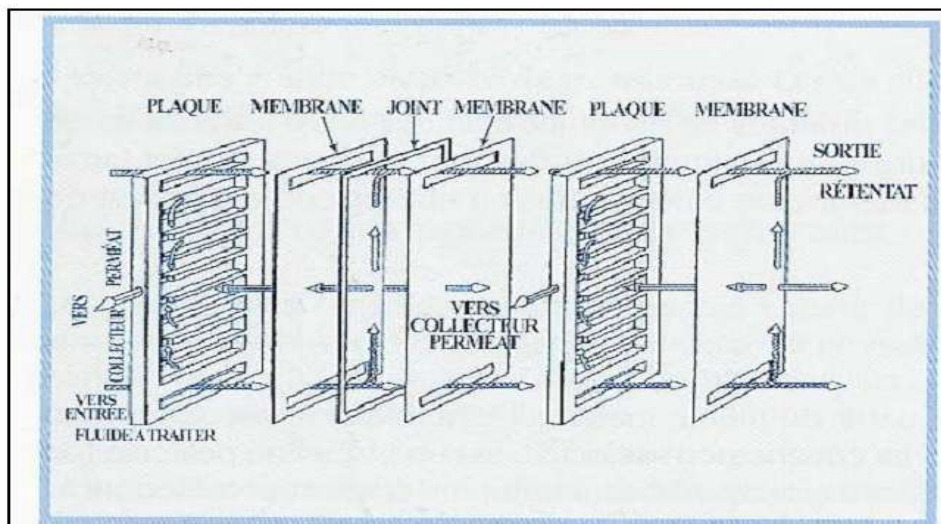 PLAQUE MEMBRANE JOINT MEMBRANE PLAQUE MEMBRANE
SORTIE
RÉTENTAT
VERS
COLLECTEUR PERMÉAT
VERS
COLLECTEUR
PERMÉAT
VERS
ENTRÉE
FLUIDE A TRAITER